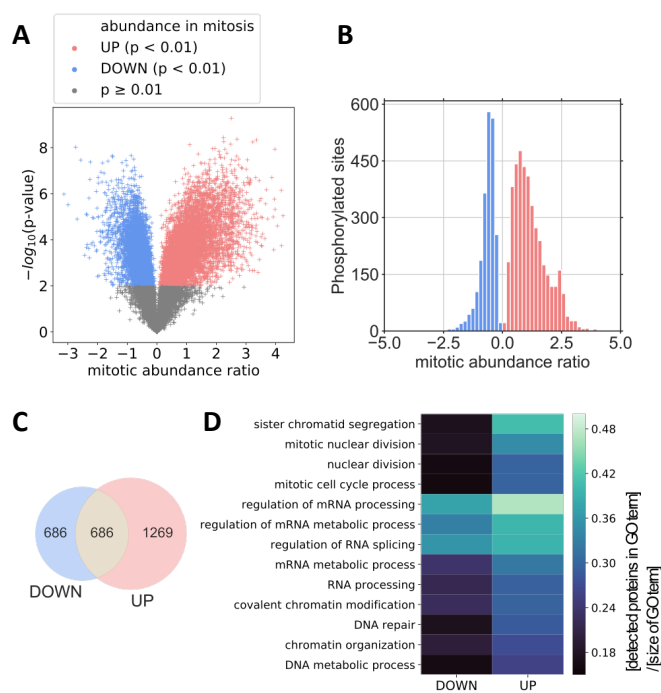 A
abundance in mitosis
UP (p < 0.01)
DOWN (p < 0.01)
p ≥ 0.01
8
6
4
2
0
−log10(p-value)
−3 −2 −1 0 1 2 3 4
mitotic abundance ratio
B
600
450
300
150
0
Phosphorylated sites
−5.0 −2.5 0.0 2.5 5.0
mitotic abundance ratio
C
686 686 1269
DOWN
UP
D
sister chromatid segregation
mitotic nuclear division
nuclear division
mitotic cell cycle process
regulation of mRNA processing
regulation of mRNA metabolic process
regulation of RNA splicing
mRNA metabolic process
RNA processing
covalent chromatin modification
DNA repair
chromatin organization
DNA metabolic process
DOWN UP
0.48
0.42
0.36
0.30
0.24
0.18
[detected proteins in GO term]
/[size of GO term]